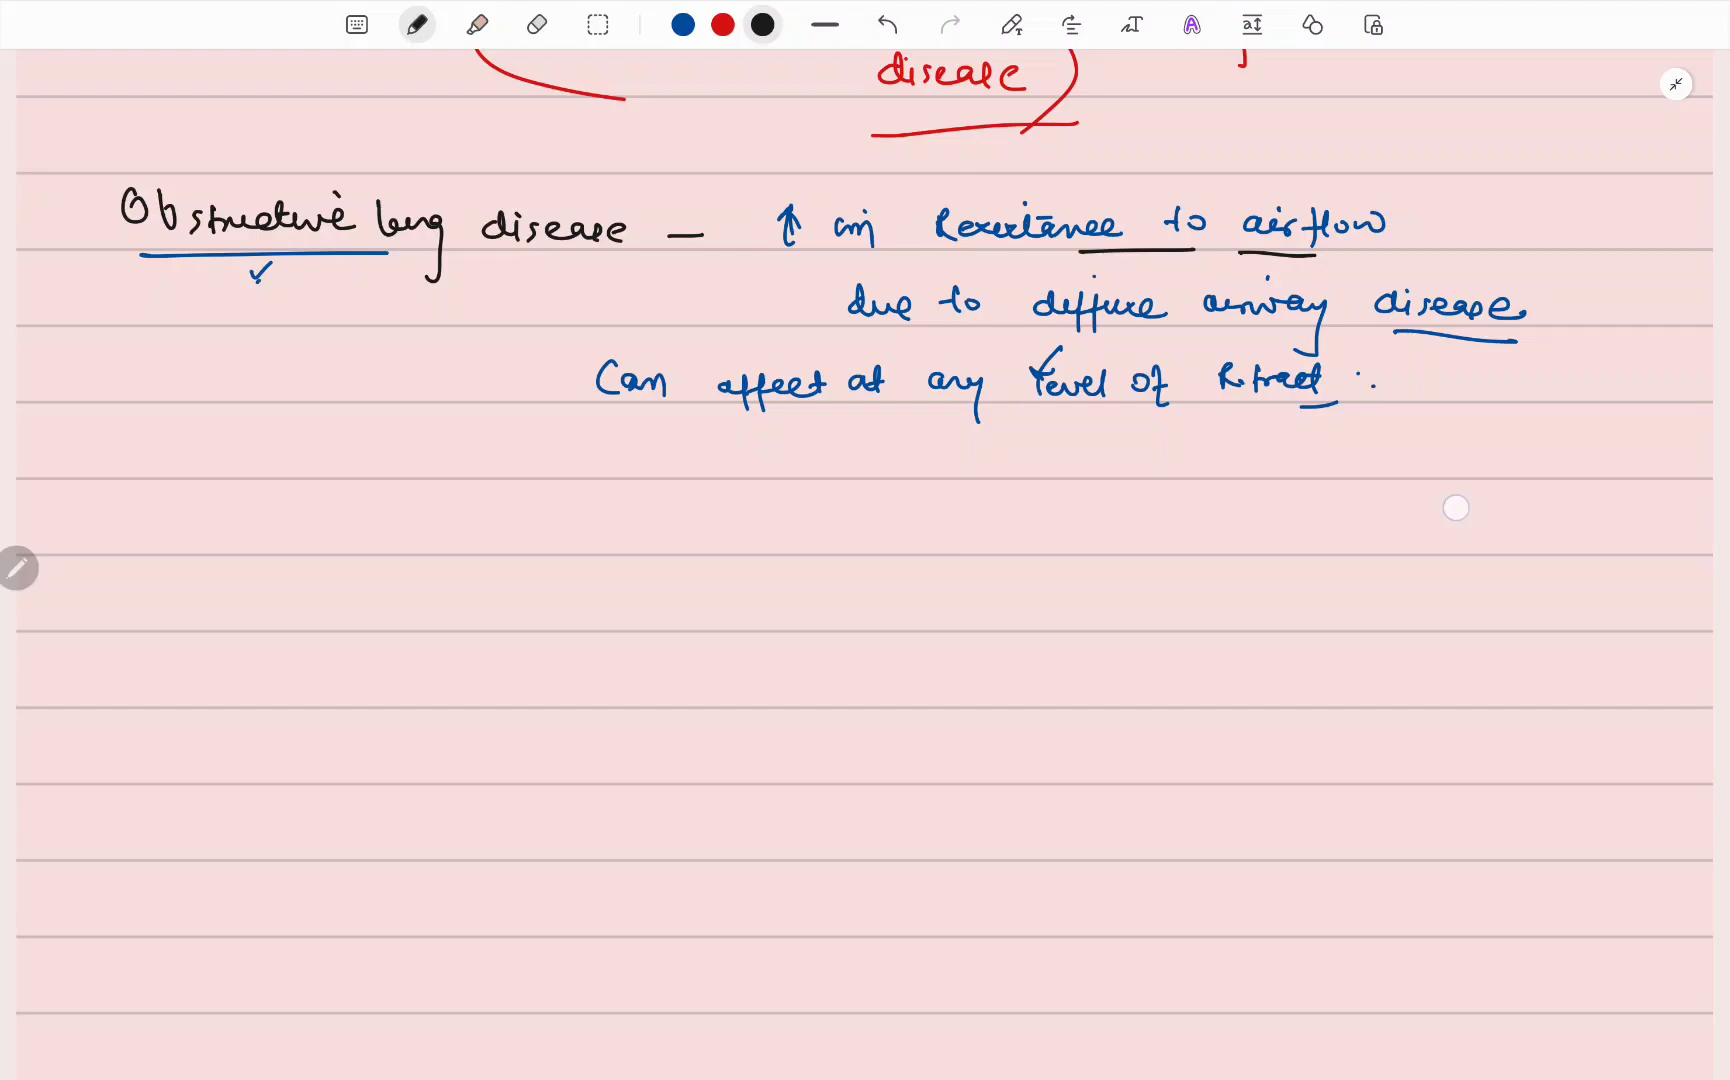 disease
Obstructive lung disease — ↑ in Resistance to airflow
due to diffuse airway disease.
Can affect at any level of R.tract